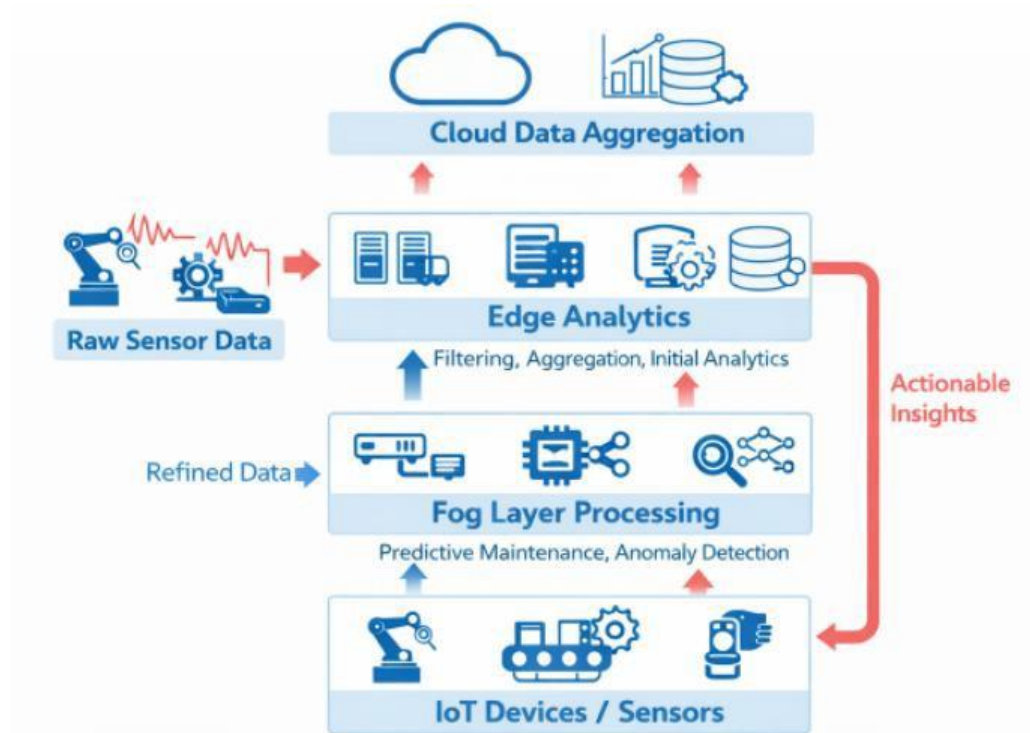 Cloud Data Aggregation
Raw Sensor Data
Edge Analytics
Filtering, Aggregation, Initial Analytics
Actionable
Insights
Refined Data
Fog Layer Processing
Predictive Maintenance, Anomaly Detection
IoT Devices / Sensors